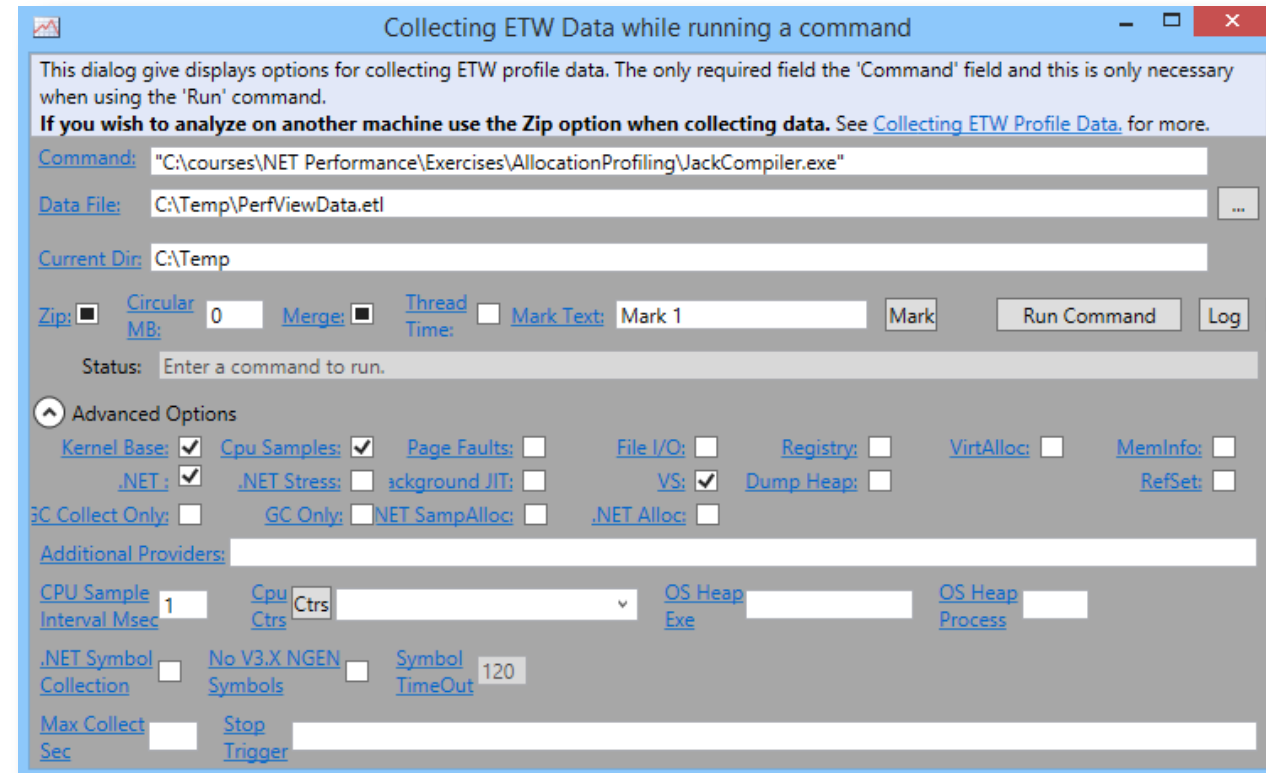 Collecting ETW Data while running a command
This dialog give displays options for collecting ETW profile data. The only required field the 'Command' field and this is only necessary
when using the 'Run' command.
If you wish to analyze on another machine use the Zip option when collecting data. See Collecting ETW Profile Data. for more.
Command: "C:\courses\NET Performance\Exercises\AllocationProfiling\JackCompiler.exe"
Data File: C:\Temp\PerfViewData.etl ...
Current Dir: C:\Temp
Zip: Circular MB: 0 Merge: Thread Time: Mark Text: Mark 1 Mark Run Command Log
Status: Enter a command to run.
Advanced Options
Kernel Base: Cpu Samples: Page Faults: File I/O: Registry: VirtAlloc: MemInfo:
.NET : .NET Stress: ackground JIT: VS: Dump Heap: RefSet:
GC Collect Only: GC Only: NET SampAlloc: .NET Alloc:
Additional Providers:
CPU Sample Interval Msec 1 Cpu Ctrs Ctrs OS Heap Exe OS Heap Process
.NET Symbol Collection No V3.X NGEN Symbols Symbol TimeOut 120
Max Collect Sec Stop Trigger